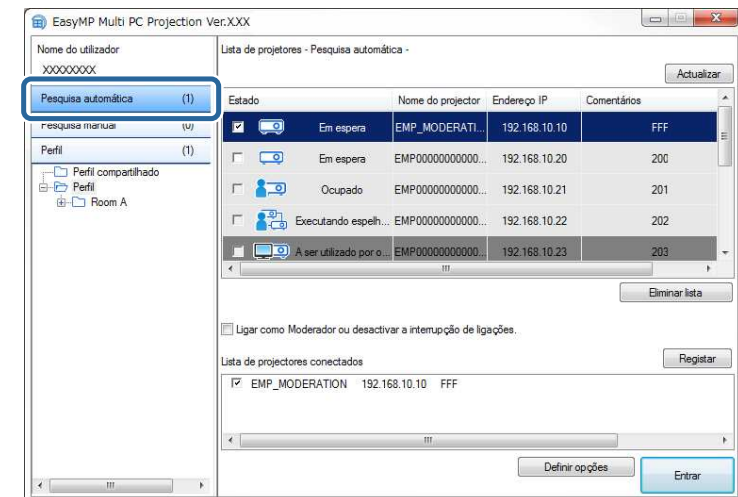 EasyMP Multi PC Projection Ver.XXX
Nome do utilizador
XXXXXXXX
Pesquisa automática (1)
Pesquisa manual (0)
Perfil (1)
Perfil compartilhado
Perfil
Room A
Lista de projetores - Pesquisa automática -
Actualizar
Estado Nome do projector Endereço IP Comentários
Em espera EMP_MODERATI... 192.168.10.10 FFF
Em espera EMP00000000000... 192.168.10.20 200
Ocupado EMP00000000000... 192.168.10.21 201
Executando espelh... EMP00000000000... 192.168.10.22 202
A ser utilizado por o... EMP00000000000... 192.168.10.23 203
Eliminar lista
Ligar como Moderador ou desactivar a interrupção de ligações.
Lista de projectores conectados
Registar
EMP_MODERATION 192.168.10.10 FFF
Definir opções
Entrar